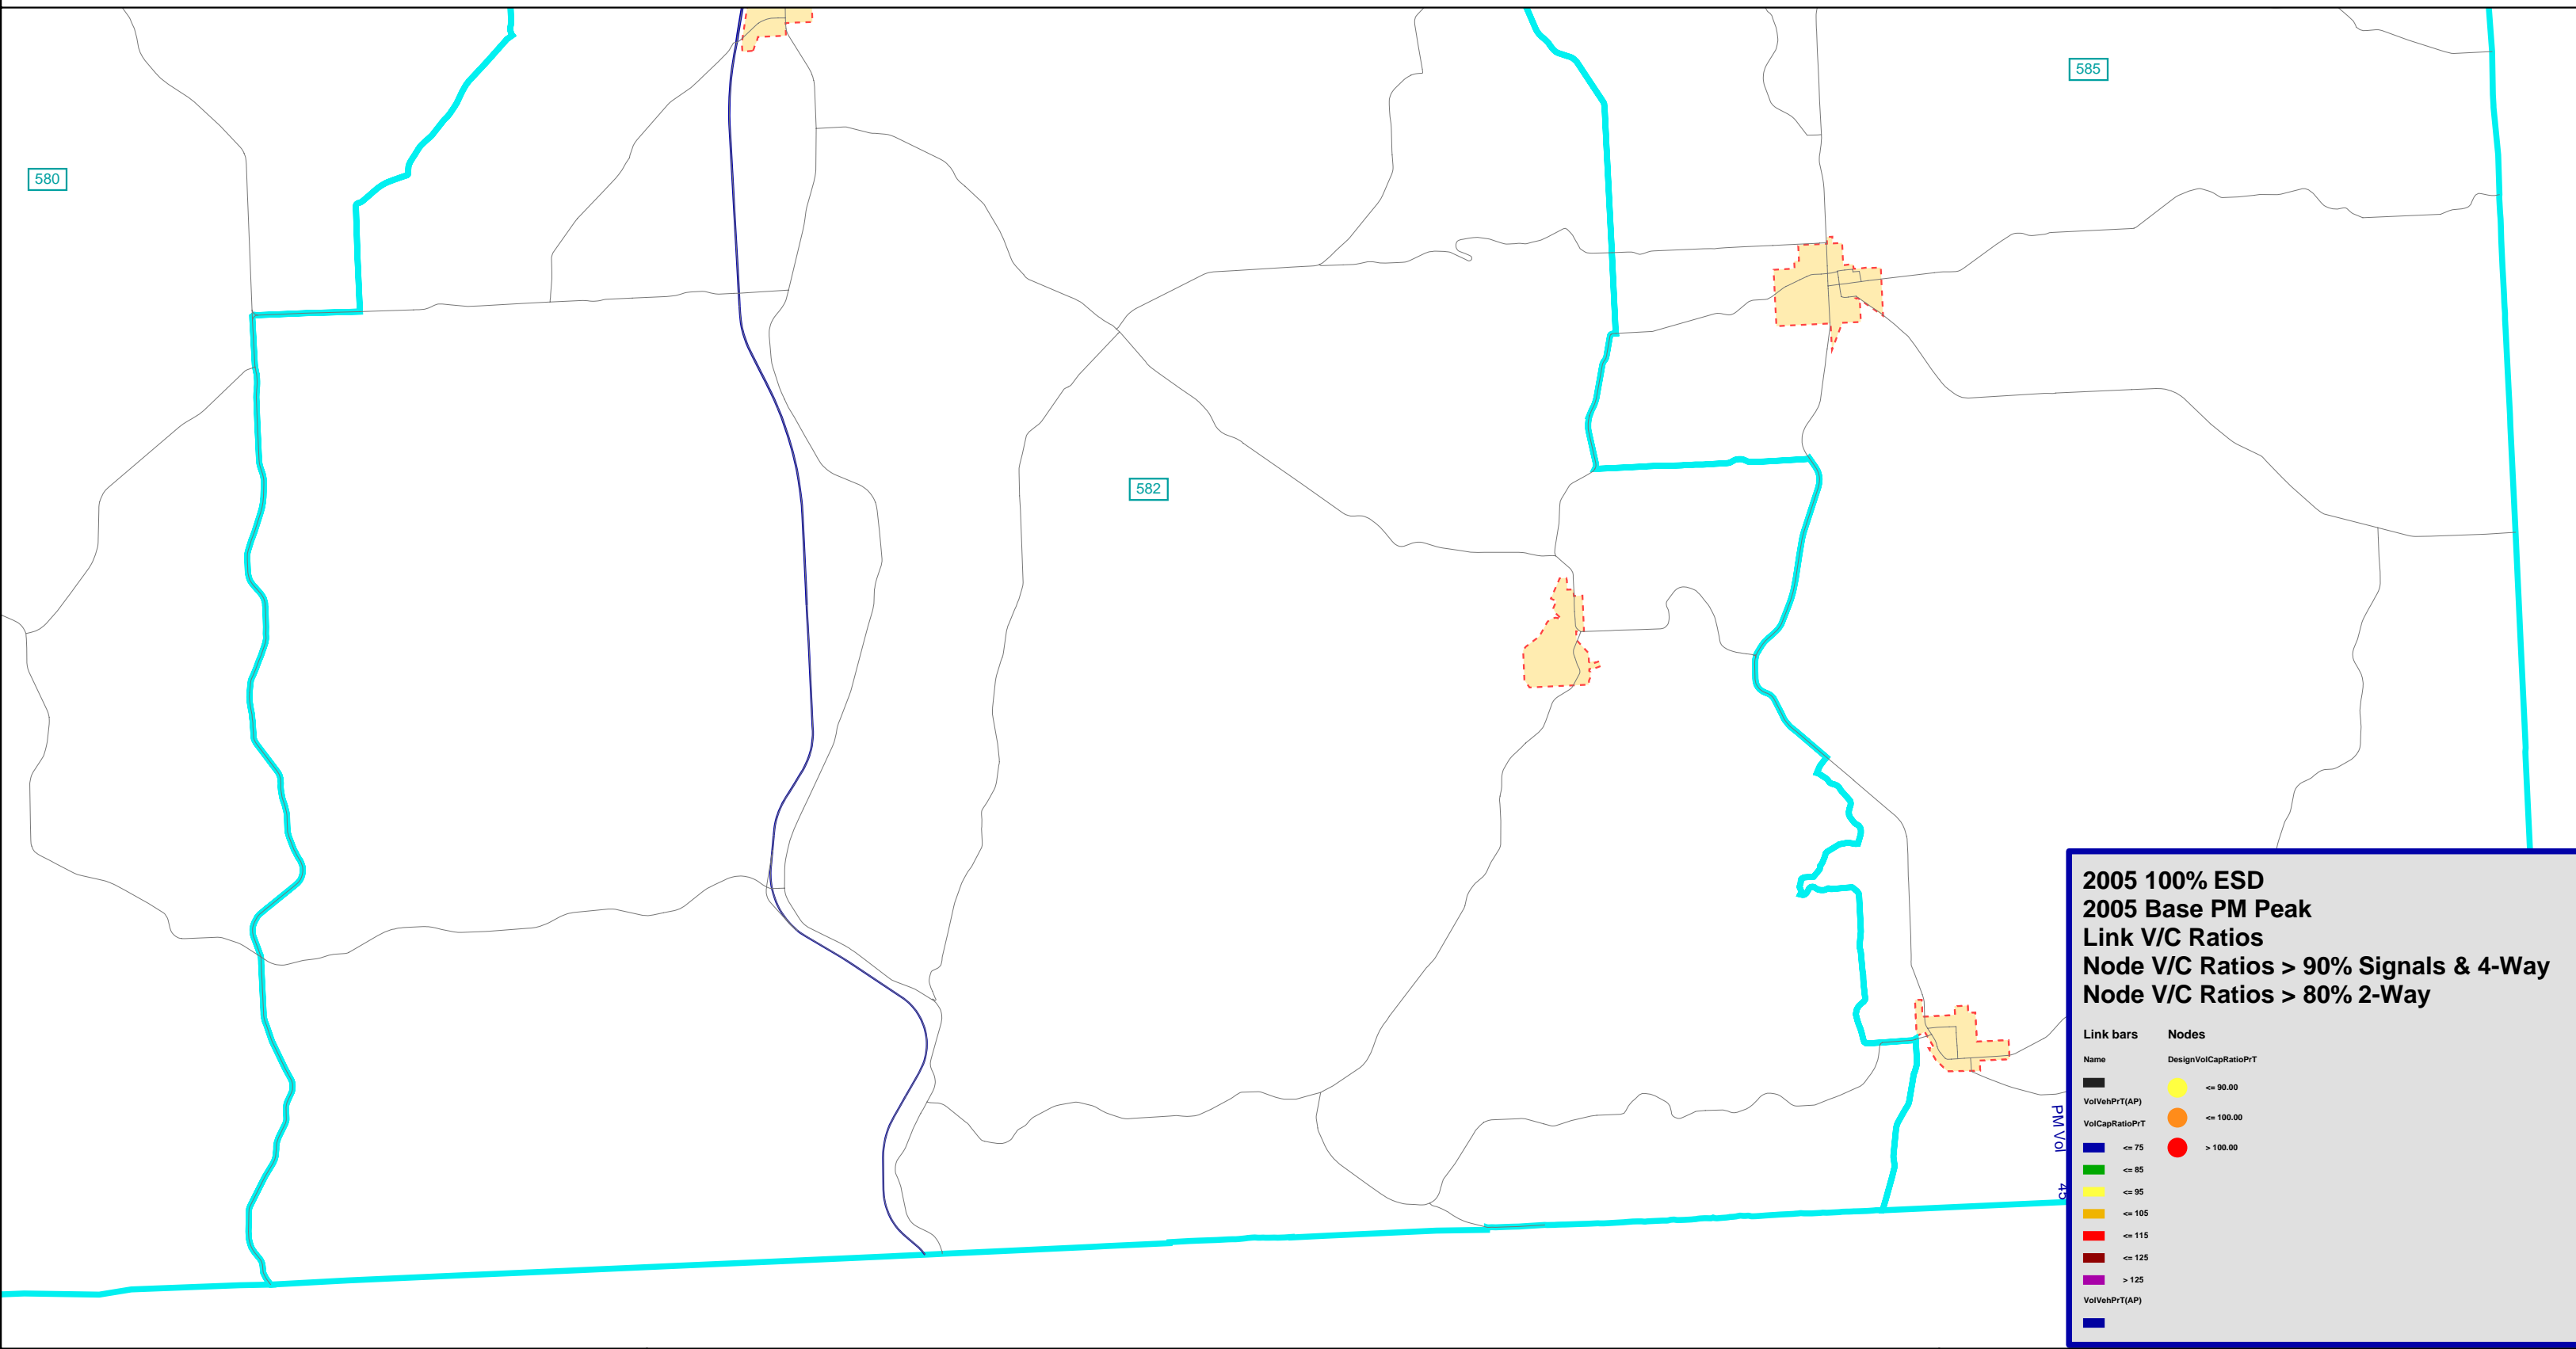 585
580
582
2005 100% ESD
2005 Base PM Peak
Link V/C Ratios
Node V/C Ratios > 90% Signals & 4-Way
Node V/C Ratios > 80% 2-Way
Link bars
Name
VolVehPrT(AP)
VolCapRatioPrT
<= 75
<= 85
<= 95
<= 105
<= 115
<= 125
> 125
VolVehPrT(AP)
Nodes
DesignVolCapRatioPrT
<= 90.00
<= 100.00
> 100.00
PM Vol
45